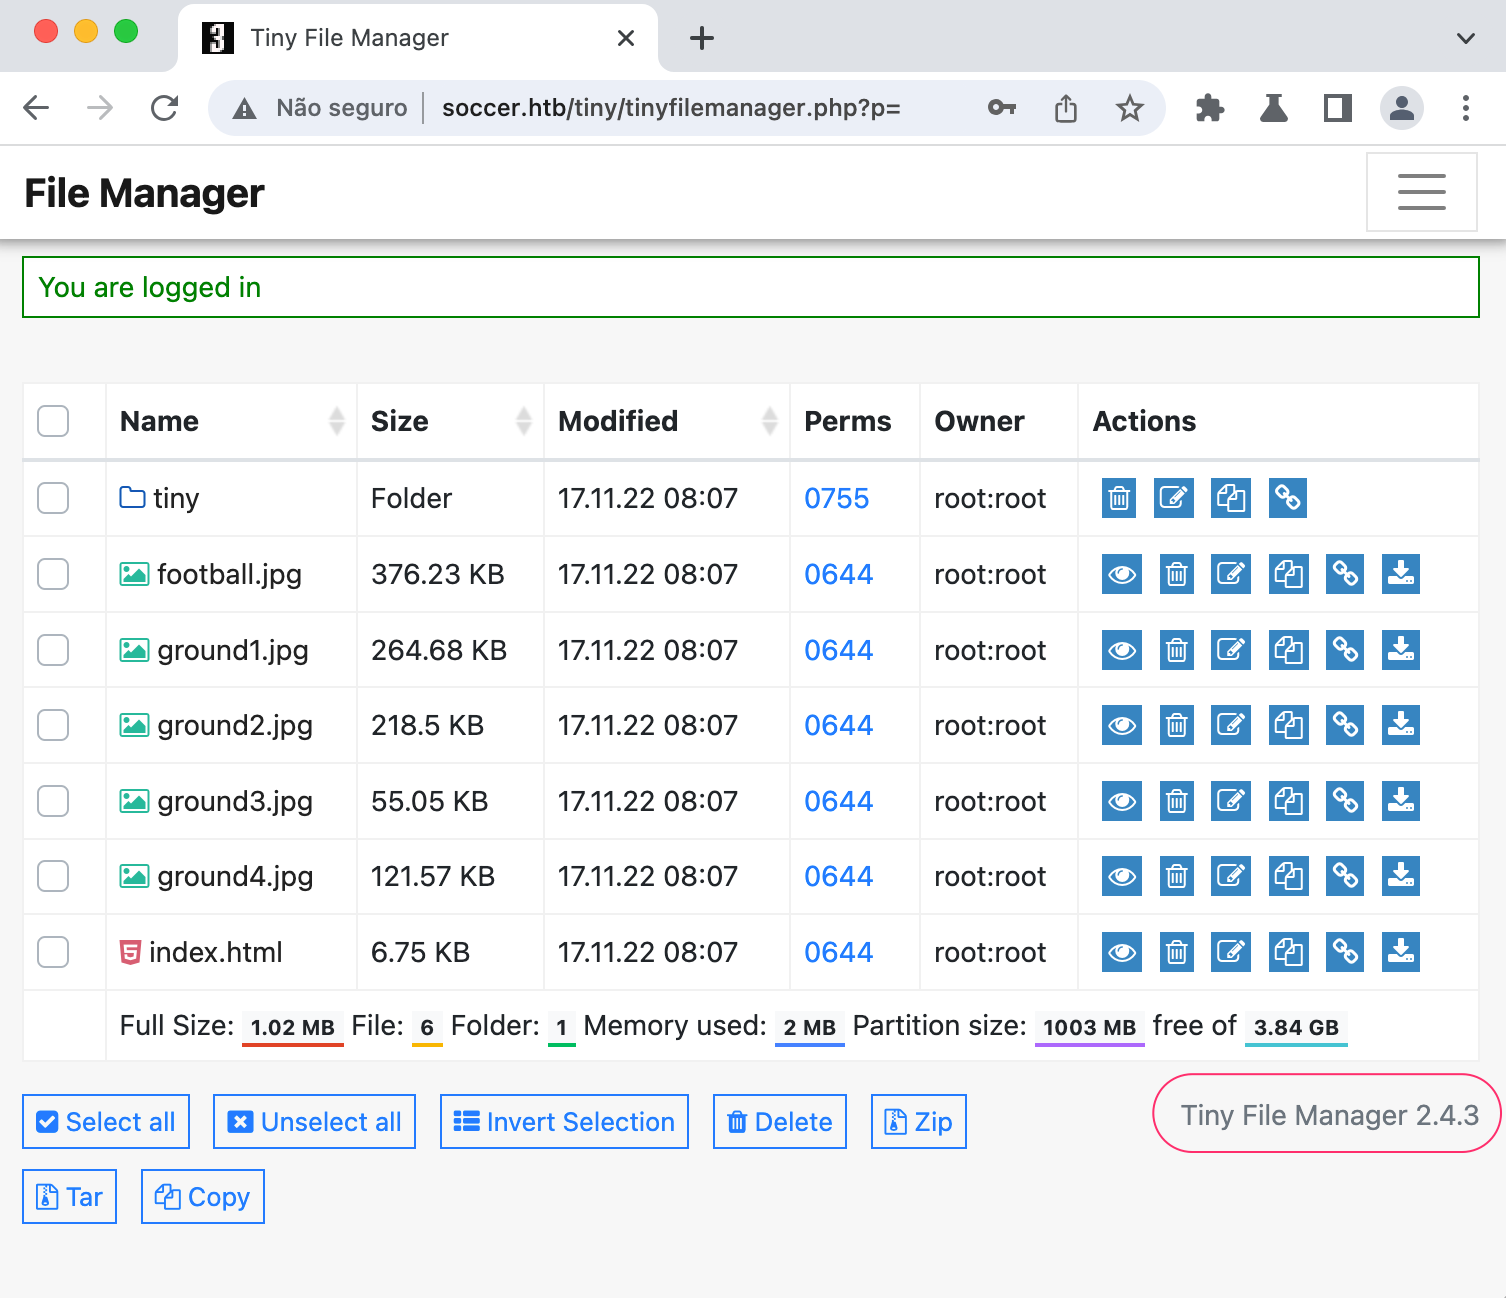 Tiny File Manager
Não seguro soccer.htb/tiny/tinyfilemanager.php?p=
File Manager
You are logged in
Name Size Modified Perms Owner Actions
tiny Folder 17.11.22 08:07 0755 root:root
football.jpg 376.23 KB 17.11.22 08:07 0644 root:root
ground1.jpg 264.68 KB 17.11.22 08:07 0644 root:root
ground2.jpg 218.5 KB 17.11.22 08:07 0644 root:root
ground3.jpg 55.05 KB 17.11.22 08:07 0644 root:root
ground4.jpg 121.57 KB 17.11.22 08:07 0644 root:root
index.html 6.75 KB 17.11.22 08:07 0644 root:root
Full Size: 1.02 MB File: 6 Folder: 1 Memory used: 2 MB Partition size: 1003 MB free of 3.84 GB
Select all Unselect all Invert Selection Delete Zip Tiny File Manager 2.4.3
Tar Copy